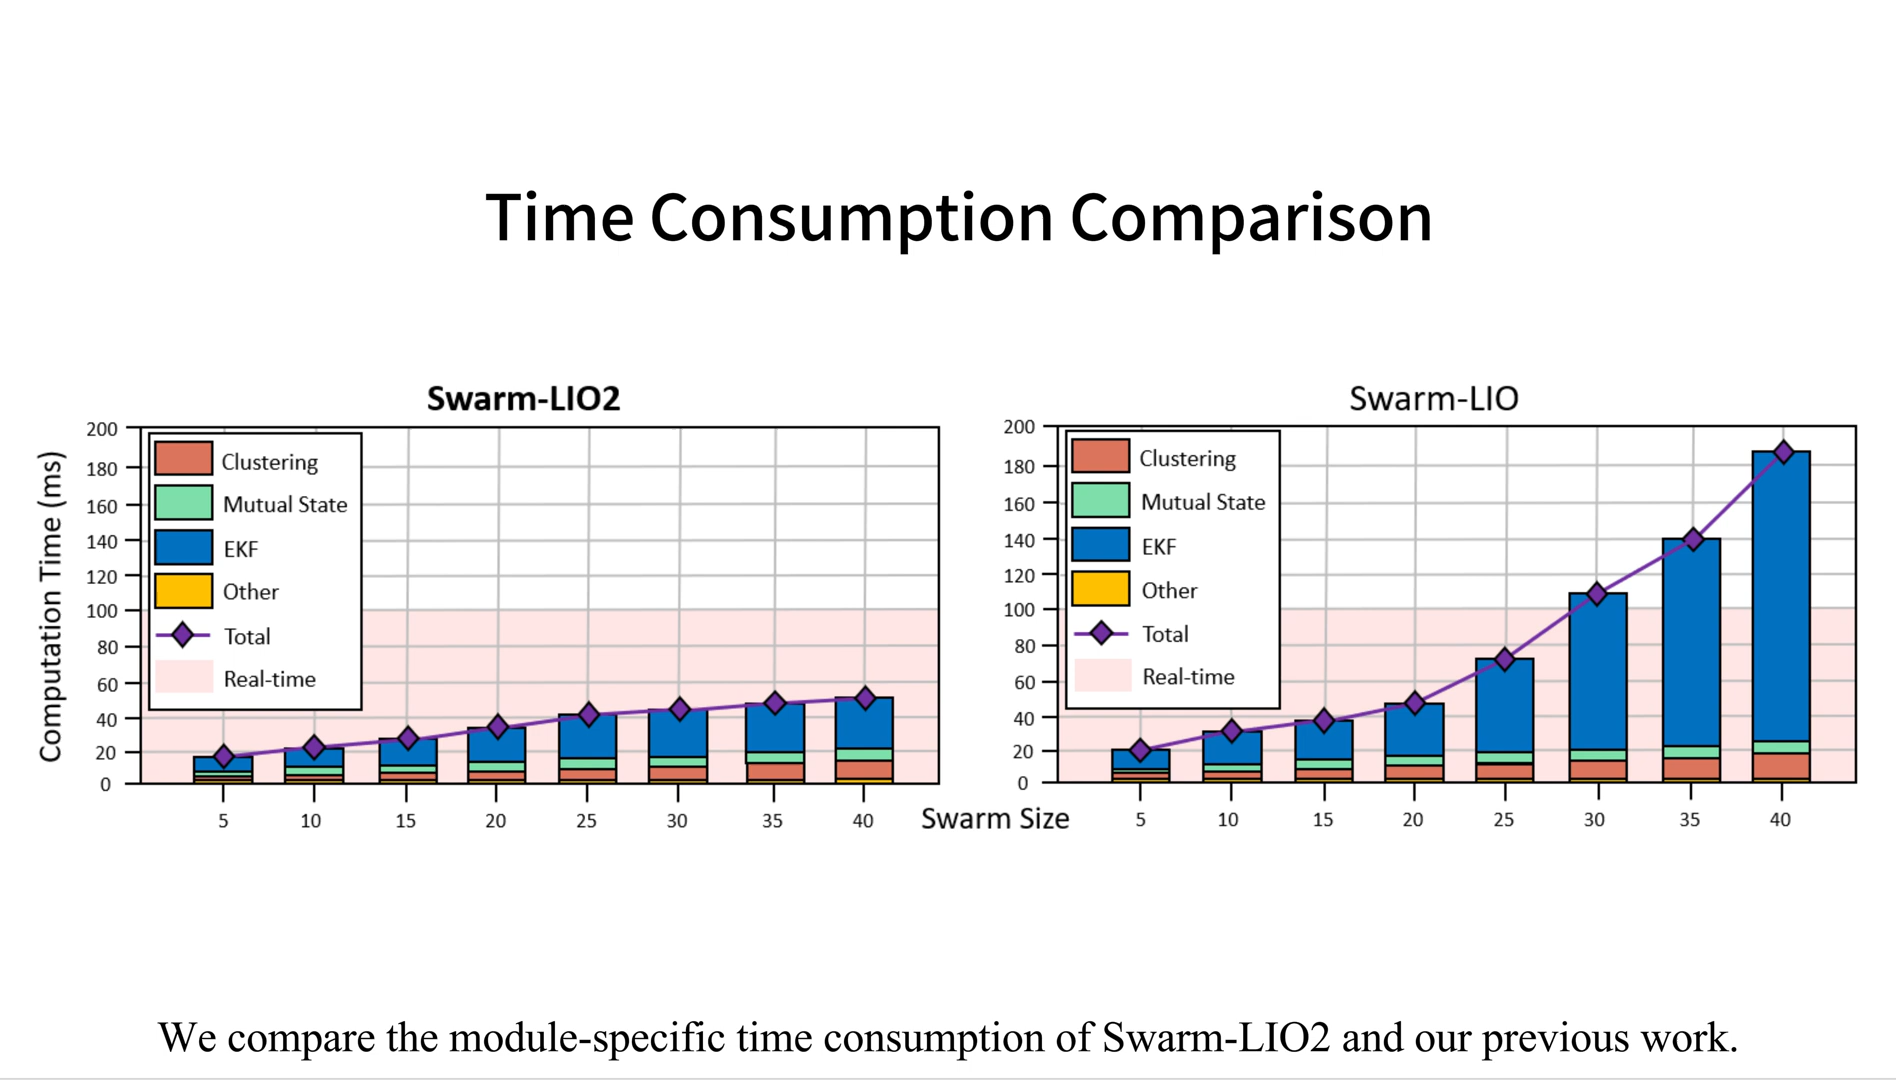 Time Consumption Comparison
Swarm-LIO2
Computation Time (ms)
200
180
160
140
120
100
80
60
40
20
0
Clustering
Mutual State
EKF
Other
Total
Real-time
5 10 15 20 25 30 35 40
Swarm Size
Swarm-LIO
200
180
160
140
120
100
80
60
40
20
0
Clustering
Mutual State
EKF
Other
Total
Real-time
5 10 15 20 25 30 35 40
We compare the module-specific time consumption of Swarm-LIO2 and our previous work.